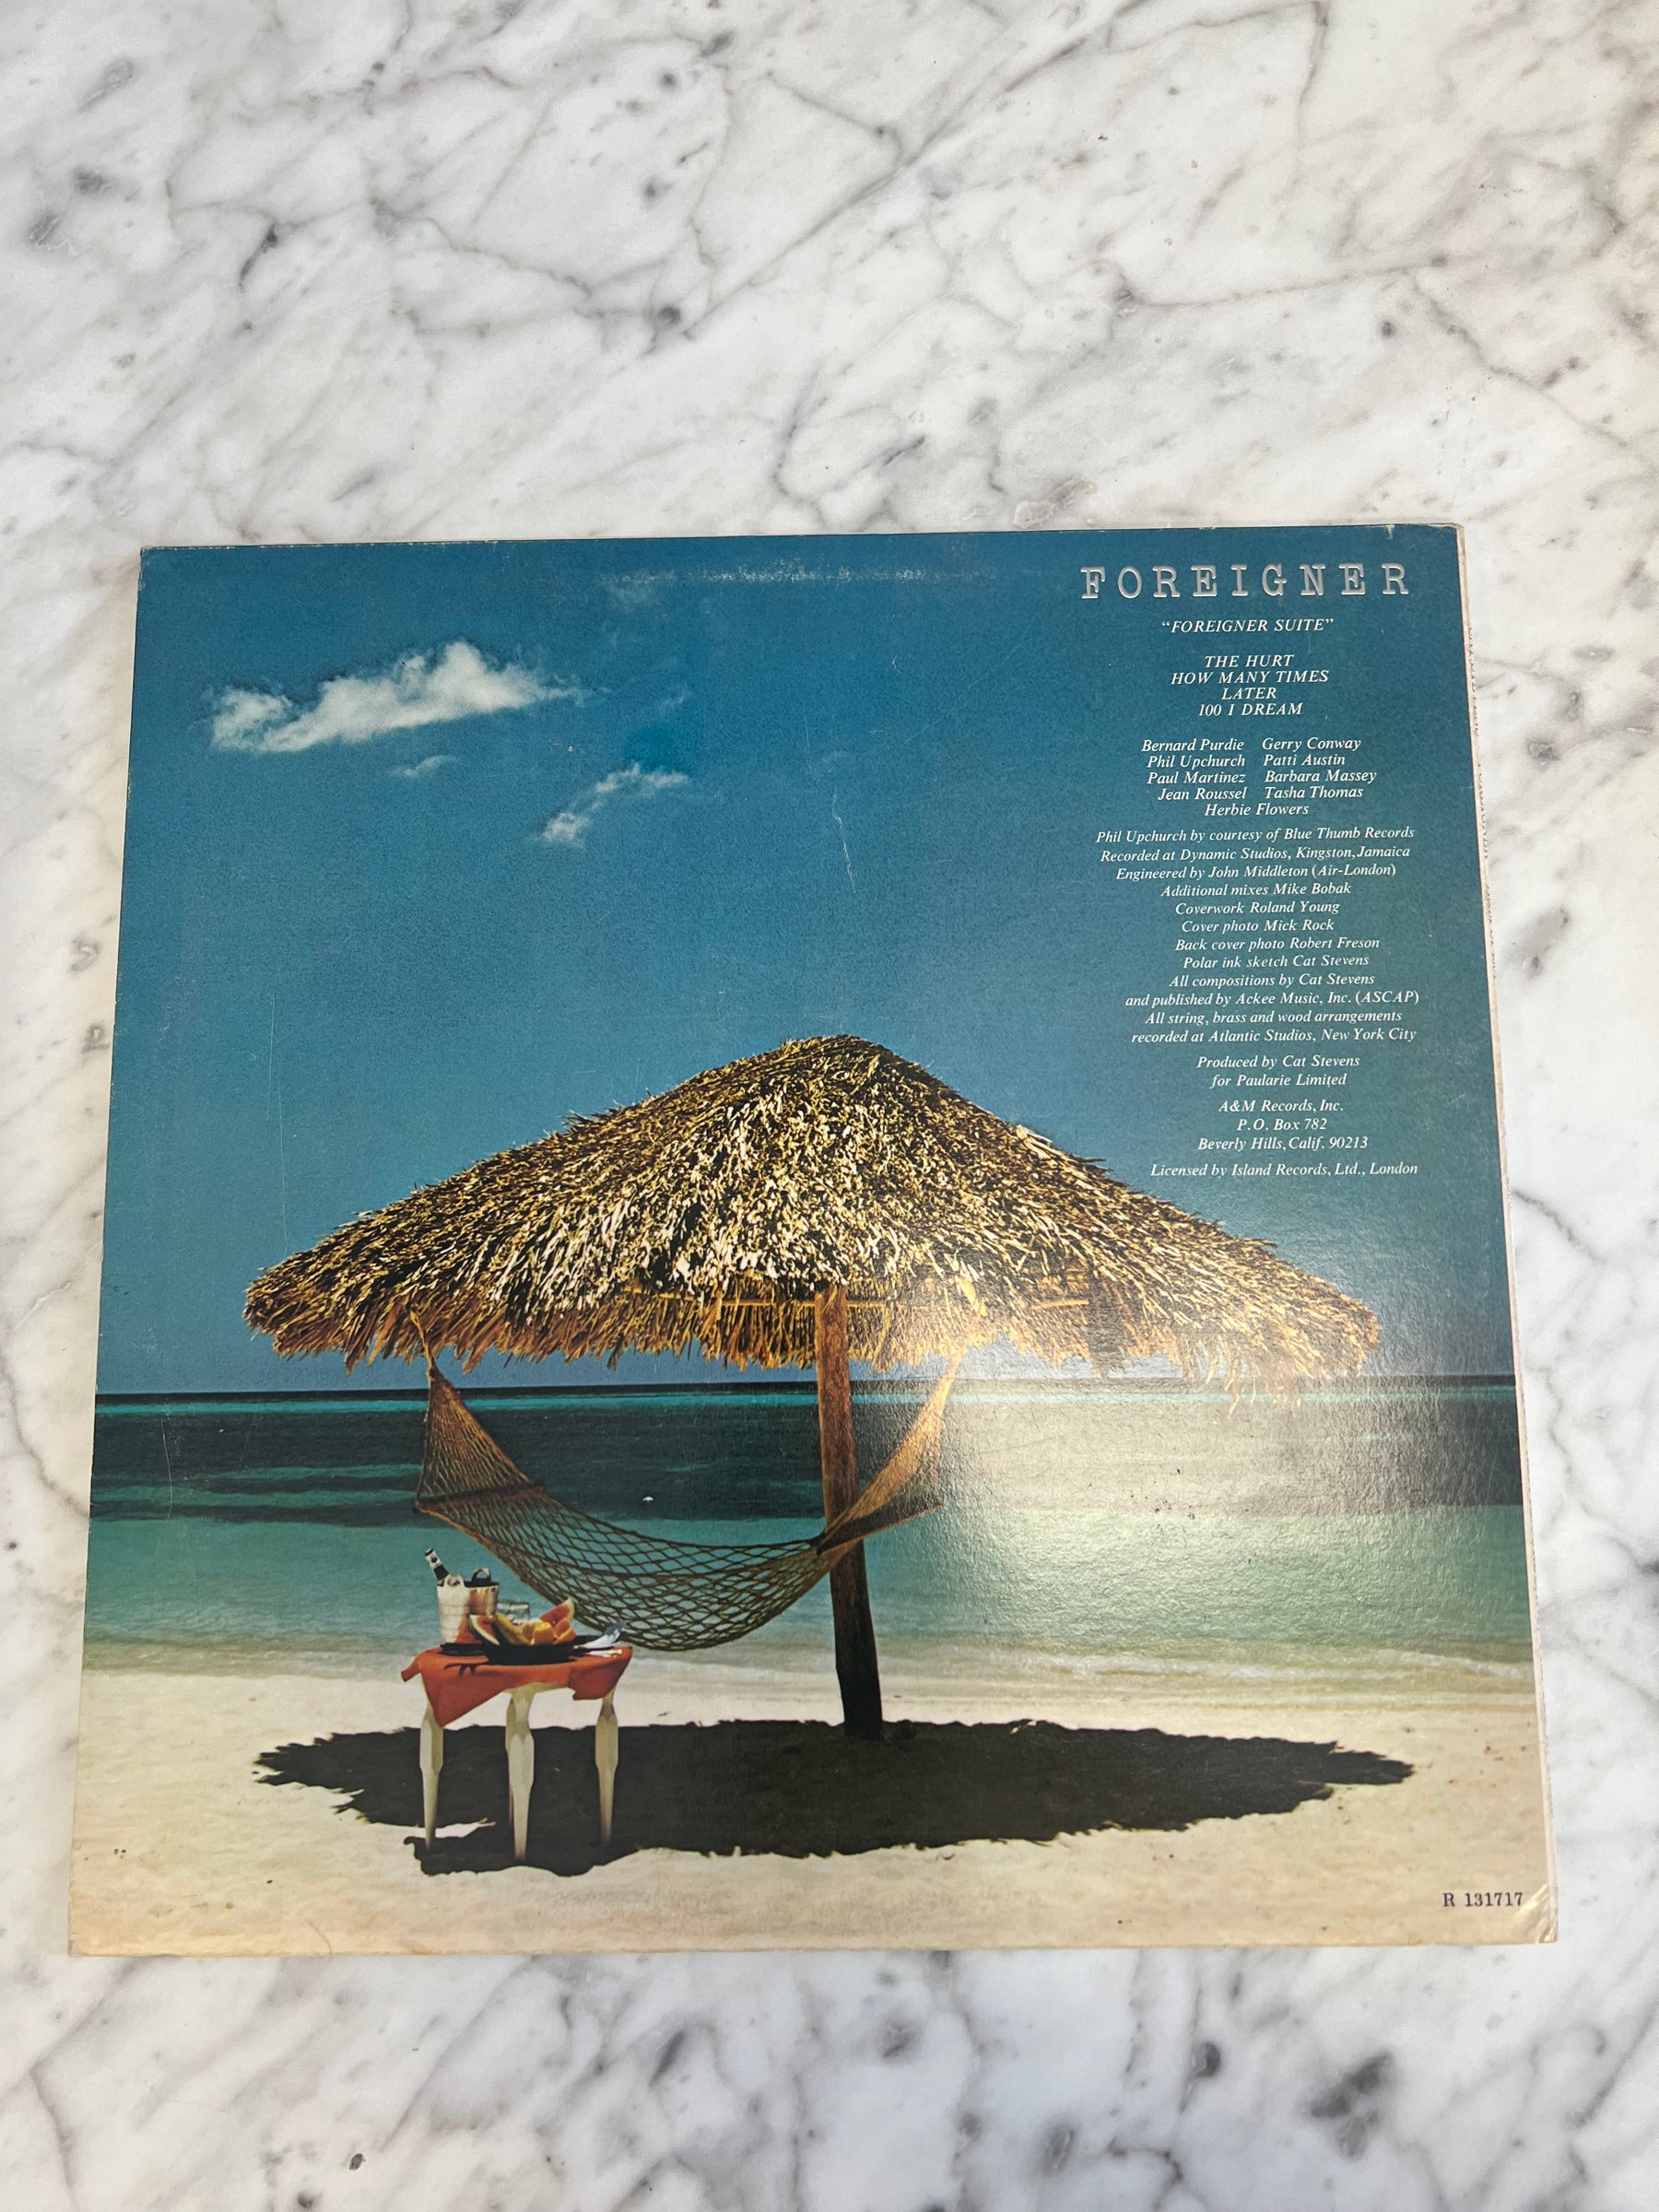 FOREIGNER
“FOREIGNER SUITE”
THE HURT
HOW MANY TIMES
LATER
100 I DREAM
Bernard Purdie Gerry Conway
Phil Upchurch Patti Austin
Paul Martinez Barbara Massey
Jean Roussel Tasha Thomas
Herbie Flowers
Phil Upchurch by courtesy of Blue Thumb Records
Recorded at Dynamic Studios, Kingston, Jamaica
Engineered by John Middleton (Air-London)
Additional mixes Mike Bobak
Coverwork Roland Young
Cover photo Mick Rock
Back cover photo Robert Freson
Polar ink sketch Cat Stevens
All compositions by Cat Stevens
and published by Ackee Music, Inc. (ASCAP)
All string, brass and wood arrangements
recorded at Atlantic Studios, New York City
Produced by Cat Stevens
for Paularie Limited
A&M Records, Inc.
P.O. Box 782
Beverly Hills, Calif. 90213
Licensed by Island Records, Ltd., London
R 131717